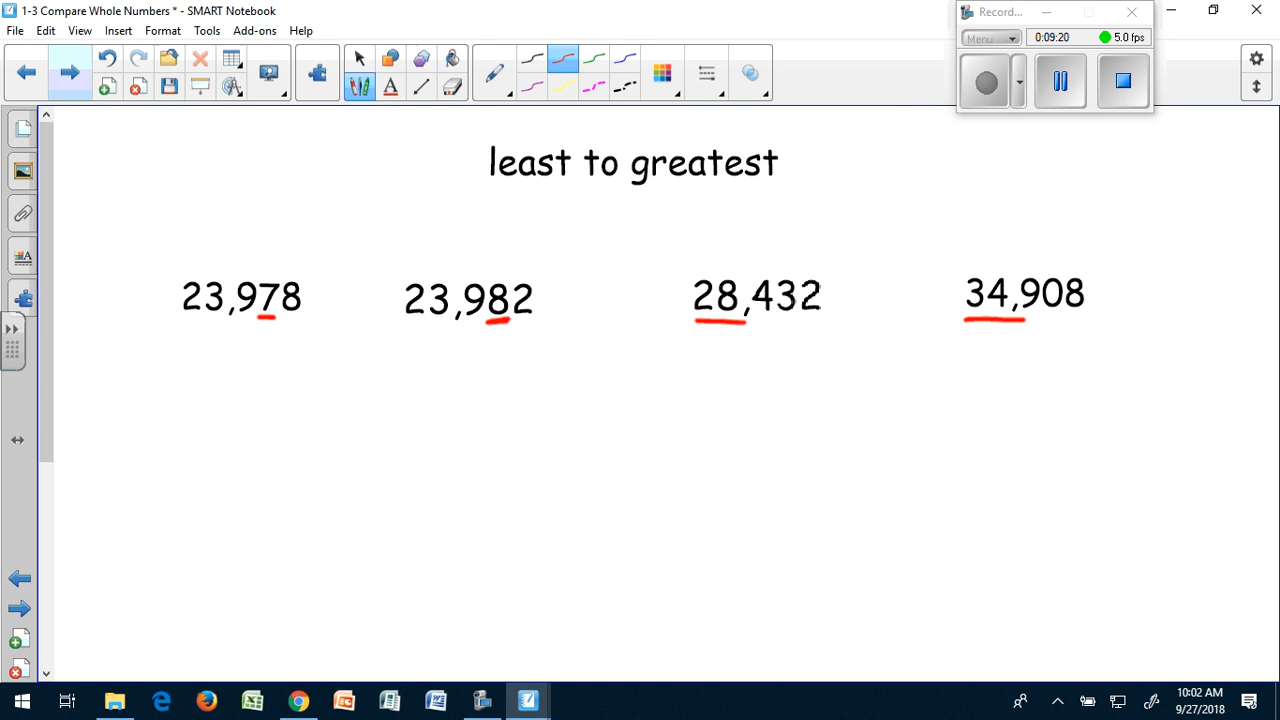 1-3 Compare Whole Numbers * - SMART Notebook
File Edit View Insert Format Tools Add-ons Help
Record...
Menu 0:09:20 5.0 fps
least to greatest
23,978 23,982 28,432 34,908
10:02 AM
9/27/2018